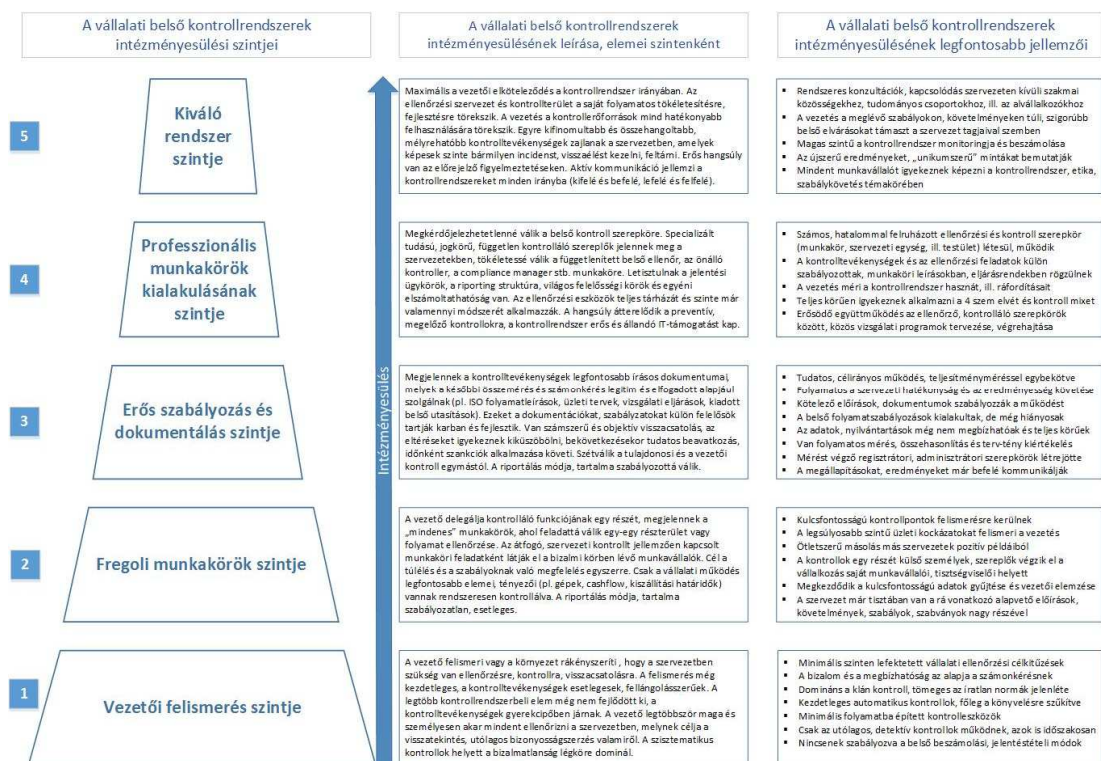 A vállalati belső kontrollrendszerek
intézményesülési szintjei
A vállalati belső kontrollrendszerek
intézményesülésének leírása, elemei szintenként
A vállalati belső kontrollrendszerek
intézményesülésének legfontosabb jellemzői
5
Kiváló
rendszer
szintje
Maximális a vezetői elköteleződés a kontrollrendszer irányában. Az
ellenőrzési szervezet és kontrollterület a saját folyamatos tökéletesítésre,
fejlesztésre törekszik. A vezetés a kontrollerőforrások mind hatékonyabb
felhasználására törekszik. Egyre kifinomultabb és összehangoltabb,
mélyrehatóbb kontrolltevékenységek zajlanak a szervezetben, amelyek
képesek szinte bármilyen incidenst, visszaélést kezelni, feltárni. Erős hangsúly
van az előrejelző figyelmeztetéseken. Aktív kommunikáció jellemzi a
kontrollrendszereket minden irányba (kifelé és befelé, lefelé és felfelé).
▪ Rendszeres konzultációk, kapcsolódás szervezeten kívüli szakmai
közösségekhez, tudományos csoportokhoz, ill. az alvállalkozókhoz
▪ A vezetés a meglévő szabályokon, követelményeken túli, szigorúbb
belső elvárásokat támaszt a szervezet tagjaival szemben
▪ Magas szintű a kontrollrendszer monitoringja és beszámolása
▪ Az újszerű eredményeket, „unikumszerű” mintákat bemutatják
▪ Mindent munkavállót igyekeznek képezni a kontrollrendszer, etika,
szabálykövetés témakörében
4
Professzionális
munkakörök
kialakulásának
szintje
Megkérdőjelezhetetlenné válik a belső kontroll szerepköre. Specializált
tudású, jogkörű, független kontrolláló szereplők jelennek meg a
szervezetekben, tökéletessé válik a függetlenített belső ellenőr, az önálló
kontroller, a compliance manager stb. munkaköre. Letisztulnak a jelentési
ügykörök, a riporting struktúra, világos felelősségi körök és egyéni
elszámoltathatóság van. Az ellenőrzési eszközök teljes tárházát és szinte már
valamennyi módszerét alkalmazzák. A hangsúly átterelődik a preventív,
megelőző kontrollokra, a kontrollrendszer erős és állandó IT-támogatást kap.
▪ Számos, hatalommal felruházott ellenőrzési és kontroll szerepkör
(munkakör, szervezeti egység, ill. testület) létesül, működik
▪ A kontrolltevékenységek és az ellenőrzési feladatok külön
szabályozottak, munkaköri leírásokban, eljárásrendekben rögzülnek
▪ A vezetés méri a kontrollrendszer hasznát, ill. ráfordításait
▪ Teljes körűen igyekeznek alkalmazni a 4 szem elvét és kontroll mixet
▪ Erősödő együttműködés az ellenőrző, kontrolláló szerepkörök
között, közös vizsgálati programok tervezése, végrehajtása
Intézményesülés
3
Erős szabályozás és
dokumentálás szintje
Megjelennek a kontrolltevékenységek legfontosabb írásos dokumentumai,
melyek a későbbi összemérés és számonkérés legitim és elfogadott alapjául
szolgálnak (pl. ISO folyamatleírások, üzleti tervek, vizsgálati eljárások, kiadott
belső utasítások). Ezeket a dokumentációkat, szabályzatokat külön felelősök
tartják karban és fejlesztik. Van számszerű és objektív visszacsatolás, az
eltéréseket igyekeznek kiküszöbölni, bekövetkezésekor tudatos beavatkozás,
időnként szankciók alkalmazása követi. Szétválik a tulajdonosi és a vezetői
kontroll egymástól. A riportálás módja, tartalma szabályozottá válik.
▪ Tudatos, célirányos működés, teljesítményméréssel egybekötve
▪ Folyamatos a szervezeti hatékonyság és az eredményesség követése
▪ Kötelező előírások, dokumentumok szabályozzák a működést
▪ A belső folyamatszabályozások kialakultak, de még hiányosak
▪ Az adatok, nyilvántartások még nem megbízhatóak és teljes körűek
▪ Van folyamatos mérés, összehasonlítás és terv-tény kiértékelés
▪ Mérést végző regisztrátori, adminisztrátori szerepkörök létrejötte
▪ A megállapításokat, eredményeket már befelé kommunikálják
2
Fregoli munkakörök szintje
A vezető delegálja kontrolláló funkciójának egy részét, megjelennek a
„mindenes” munkakörök, ahol feladattá válik egy-egy részterület vagy
folyamat ellenőrzése. Az átfogó, szervezeti kontrollt jellemzően kapcsolt
munkaköri feladatként látják el a bizalmi körben lévő munkavállalók. Cél a
túlélés és a szabályoknak való megfelelés egyszerre. Csak a vállalati működés
legfontosabb elemei, tényezői (pl. gépek, cashflow, kiszállítási határidők)
vannak rendszeresen kontrollálva. A riportálás módja, tartalma
szabályozatlan, esetleges.
▪ Kulcsfontosságú kontrollpontok felismerésre kerülnek
▪ A legsúlyosabb szintű üzleti kockázatokat felismeri a vezetés
▪ Ötletszerű másolás más szervezetek pozitív példáiból
▪ A kontrollok egy részét külső személyek, szereplők végzik el a
vállalkozás saját munkavállalói, tisztségviselői helyett
▪ Megkezdődik a kulcsfontosságú adatok gyűjtése és vezetői elemzése
▪ A szervezet már tisztában van a rá vonatkozó alapvető előírások,
követelmények, szabályok, szabványok nagy részével
1
Vezetői felismerés szintje
A vezető felismeri vagy a környezet rákényszeríti , hogy a szervezetben
szükség van ellenőrzésre, kontrollra, visszacsatolásra. A felismerés még
kezdetleges, a kontrolltevékenységek esetlegesek, fellángolásszerűek. A
legtöbb kontrollrendszerbeli elem még nem fejlődött ki, a
kontrolltevékenységek gyerekcipőben járnak. A vezető legtöbbször maga és
személyesen akar mindent ellenőrizni a szervezetben, melynek célja a
visszatekintés, utólagos bizonyosságszerzés valamiről. A szisztematikus
kontrollok helyett a bizalmatlanság légköre dominál.
▪ Minimális szinten lefektetett vállalati ellenőrzési célkitűzések
▪ A bizalom és a megbízhatóság az alapja a számonkérésnek
▪ Domináns a klán kontroll, tömeges az íratlan normák jelenléte
▪ Kezdetleges automatikus kontrollok, főleg a könyvelésre szűkítve
▪ Minimális folyamatba épített kontrolleszközök
▪ Csak az utólagos, detektív kontrollok működnek, azok is időszakosan
▪ Nincsenek szabályozva a belső beszámolási, jelentéstételi módok